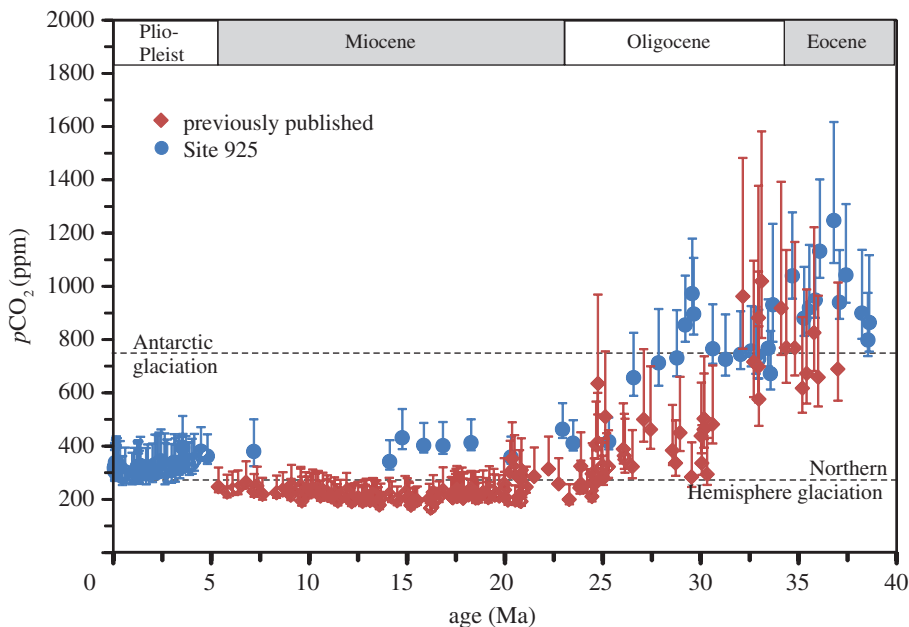 2000
1800
1600
1400
1200
1000
800
600
400
200
0
5
10
15
20
25
30
35
40
pCO2 (ppm)
age (Ma)
Plio-
Pleist
Miocene
Oligocene
Eocene
previously published
Site 925
Antarctic
glaciation
Northern
Hemisphere glaciation